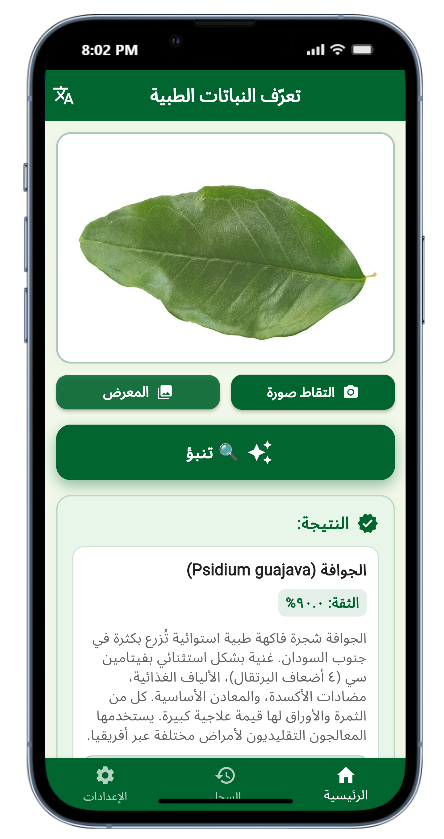 8:02 PM
تعرّف النباتات الطبية
التقاط صورة
المعرض
تنبؤ
النتيجة:
الجوافة (Psidium guajava)
الثقة: ٩٠.٠%
الجوافة شجرة فاكهة طبية استوائية تُزرع بكثرة في
جنوب السودان. غنية بشكل استثنائي بفيتامين
سي (٤ أضعاف البرتقال)، الألياف الغذائية،
مضادات الأكسدة، والمعادن الأساسية. كل من
الثمرة والأوراق لها قيمة علاجية كبيرة. يستخدمها
المعالجون التقليديون لأمراض مختلفة عبر أفريقيا.
الرئيسية
السجل
الإعدادات